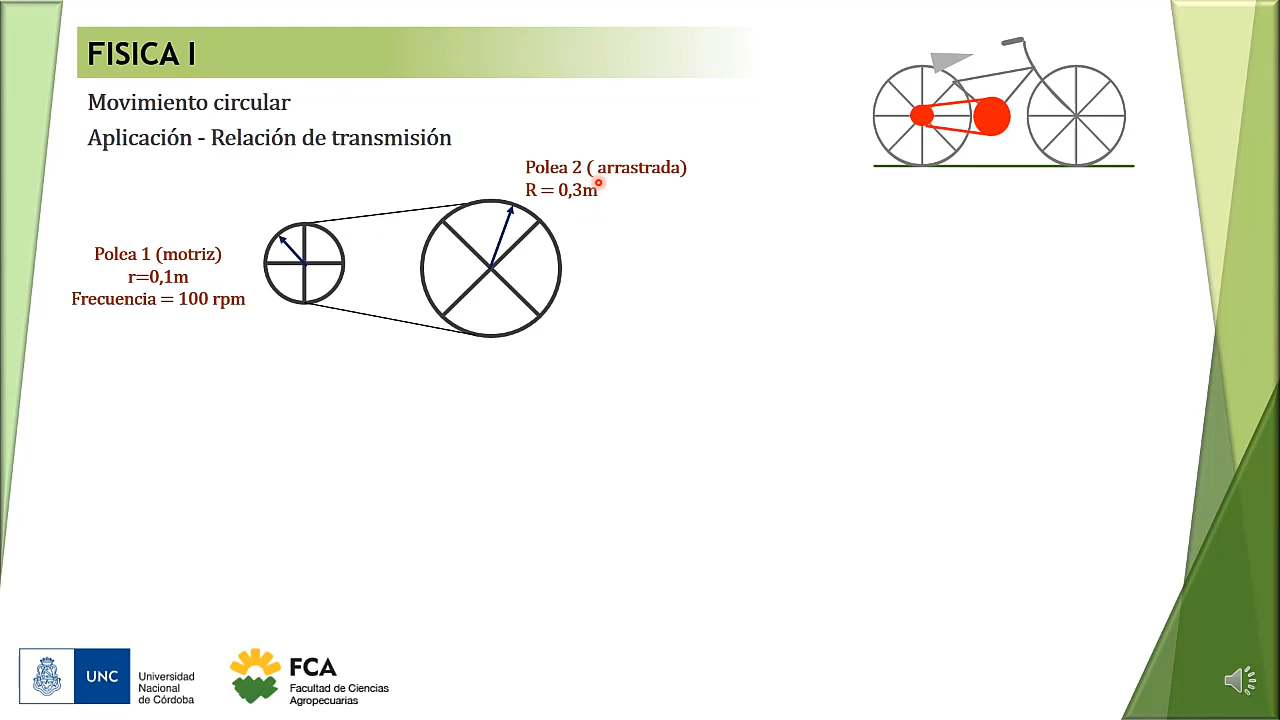 FISICA I
Movimiento circular
Aplicación - Relación de transmisión
Polea 2 ( arrastrada)
R = 0,3m
Polea 1 (motriz)
r=0,1m
Frecuencia = 100 rpm
UNC
Universidad
Nacional
de Córdoba
FCA
Facultad de Ciencias
Agropecuarias